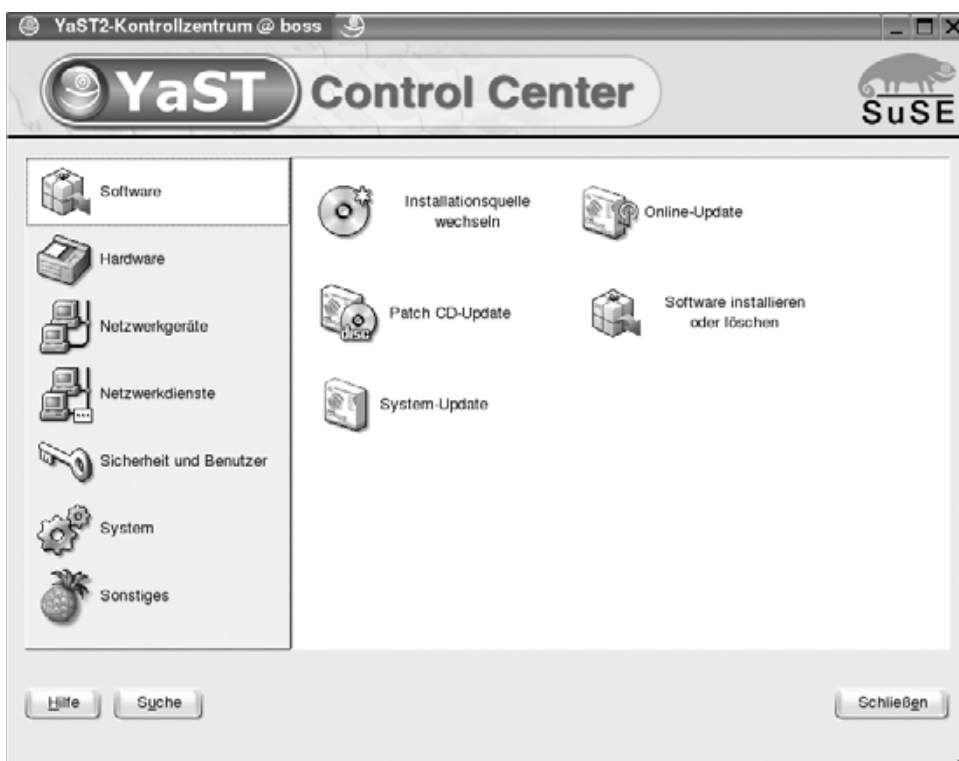 YaST2-Kontrollzentrum @ boss
YaST Control Center
SuSE
Software
Hardware
Netzwerkgeräte
Netzwerkdienste
Sicherheit und Benutzer
System
Sonstiges
Installationsquelle
wechseln
Online-Update
disc
Patch CD-Update
Software installieren
oder löschen
System-Update
Hilfe
Suche
Schließen